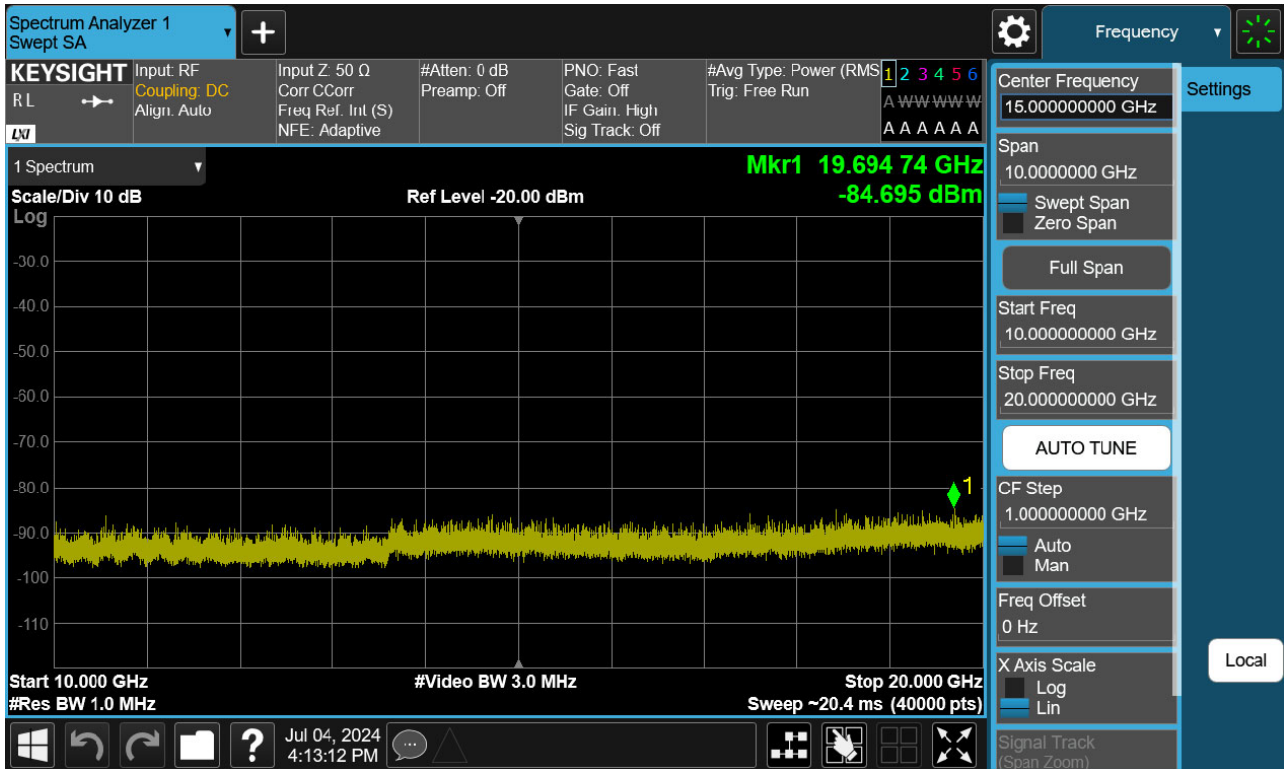 Spectrum Analyzer 1
Swept SA
+
Frequency
KEYSIGHT
Input: RF
Input Z: 50 Ω
#Atten: 0 dB
PNO: Fast
#Avg Type: Power (RMS
1 2 3 4 5 6
R L
Coupling: DC
Corr CCorr
Preamp: Off
Gate: Off
Trig: Free Run
Align: Auto
Freq Ref: Int (S)
IF Gain: High
A W W W W W
LXI
NFE: Adaptive
Sig Track: Off
A A A A A A
1 Spectrum
Mkr1 19.694 74 GHz
Scale/Div 10 dB
Ref Level -20.00 dBm
-84.695 dBm
Log
-30.0
-40.0
-50.0
-60.0
-70.0
-80.0
-90.0
-100
-110
1
Start 10.000 GHz
#Video BW 3.0 MHz
Stop 20.000 GHz
#Res BW 1.0 MHz
Sweep ~20.4 ms (40000 pts)
?
Jul 04, 2024
4:13:12 PM
Center Frequency
15.000000000 GHz
Settings
Span
10.0000000 GHz
Swept Span
Zero Span
Full Span
Start Freq
10.000000000 GHz
Stop Freq
20.000000000 GHz
AUTO TUNE
CF Step
1.000000000 GHz
Auto
Man
Freq Offset
0 Hz
X Axis Scale
Log
Lin
Local
Signal Track
(Span Zoom)